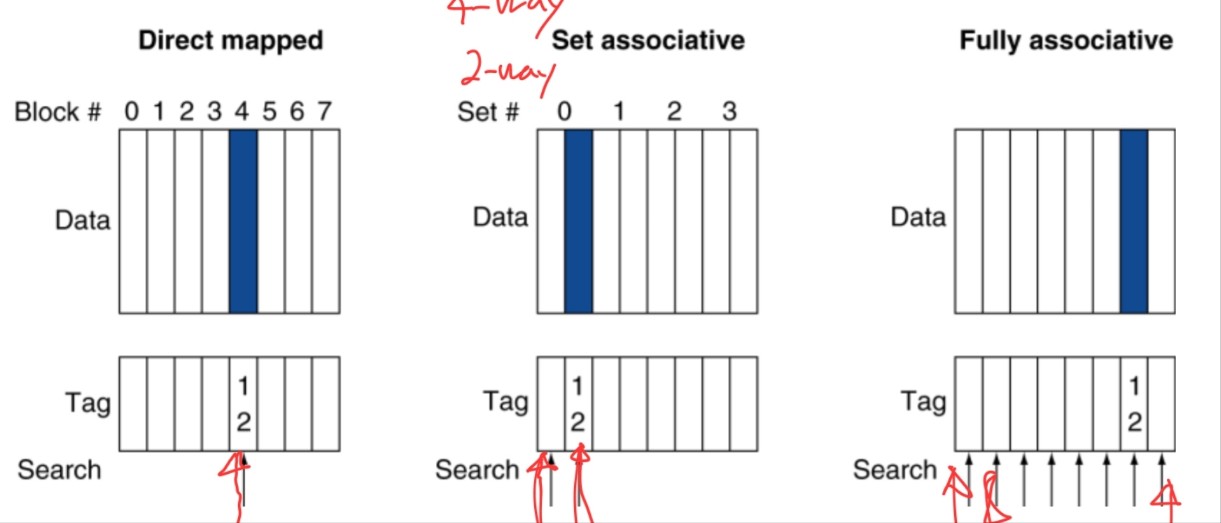 4-way
Direct mapped Set associative Fully associative
2-way
Block # 0 1 2 3 4 5 6 7 Set # 0 1 2 3
Data Data Data
1 1 1
Tag Tag Tag
2 2 2
Search Search Search